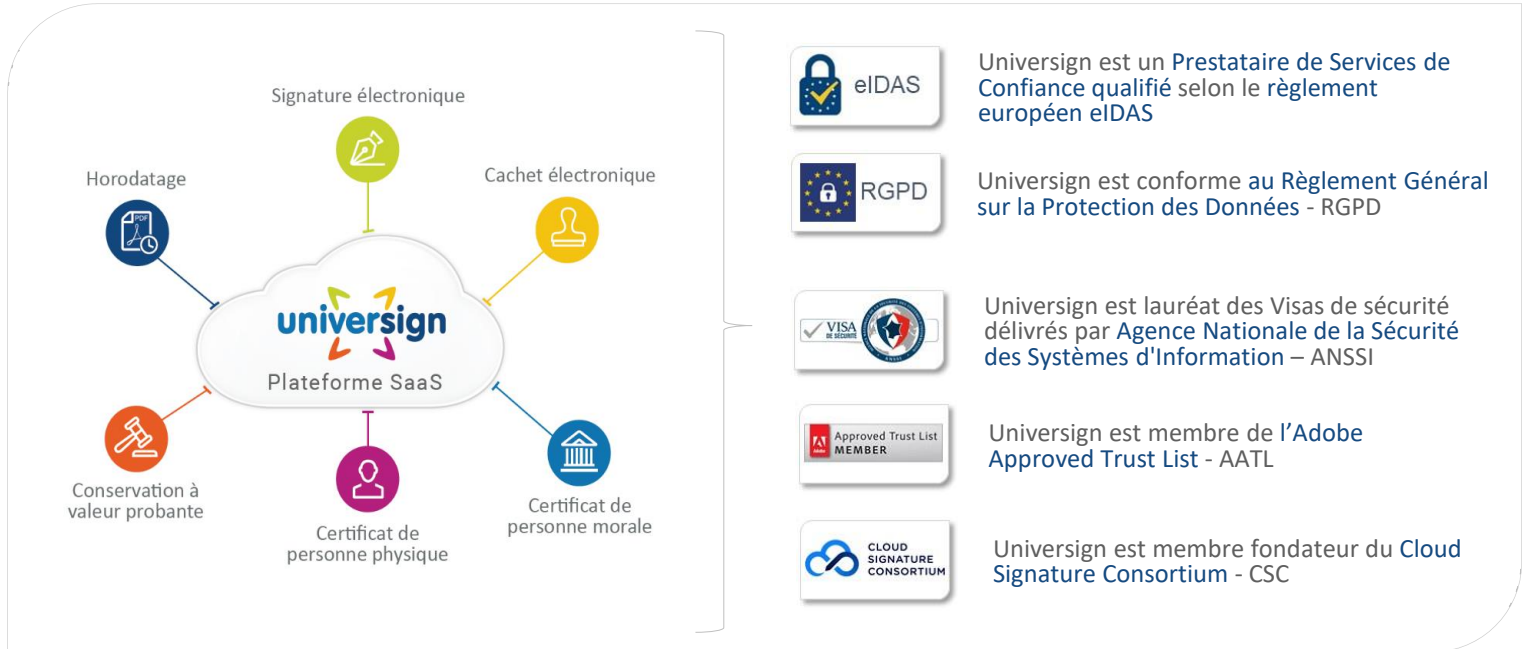 Signature électronique
Horodatage
Cachet électronique
PDF
universign
Plateforme SaaS
Conservation à
valeur probante
Certificat de
personne physique
Certificat de
personne morale
eIDAS
Universign est un Prestataire de Services de
Confiance qualifié selon le règlement
européen eIDAS
RGPD
Universign est conforme au Règlement Général
sur la Protection des Données - RGPD
VISA
DE SÉCURITÉ
Universign est lauréat des Visas de sécurité
délivrés par Agence Nationale de la Sécurité
des Systèmes d'Information – ANSSI
Adobe
Approved Trust List
MEMBER
Universign est membre de l’Adobe
Approved Trust List - AATL
CLOUD
SIGNATURE
CONSORTIUM
Universign est membre fondateur du Cloud
Signature Consortium - CSC